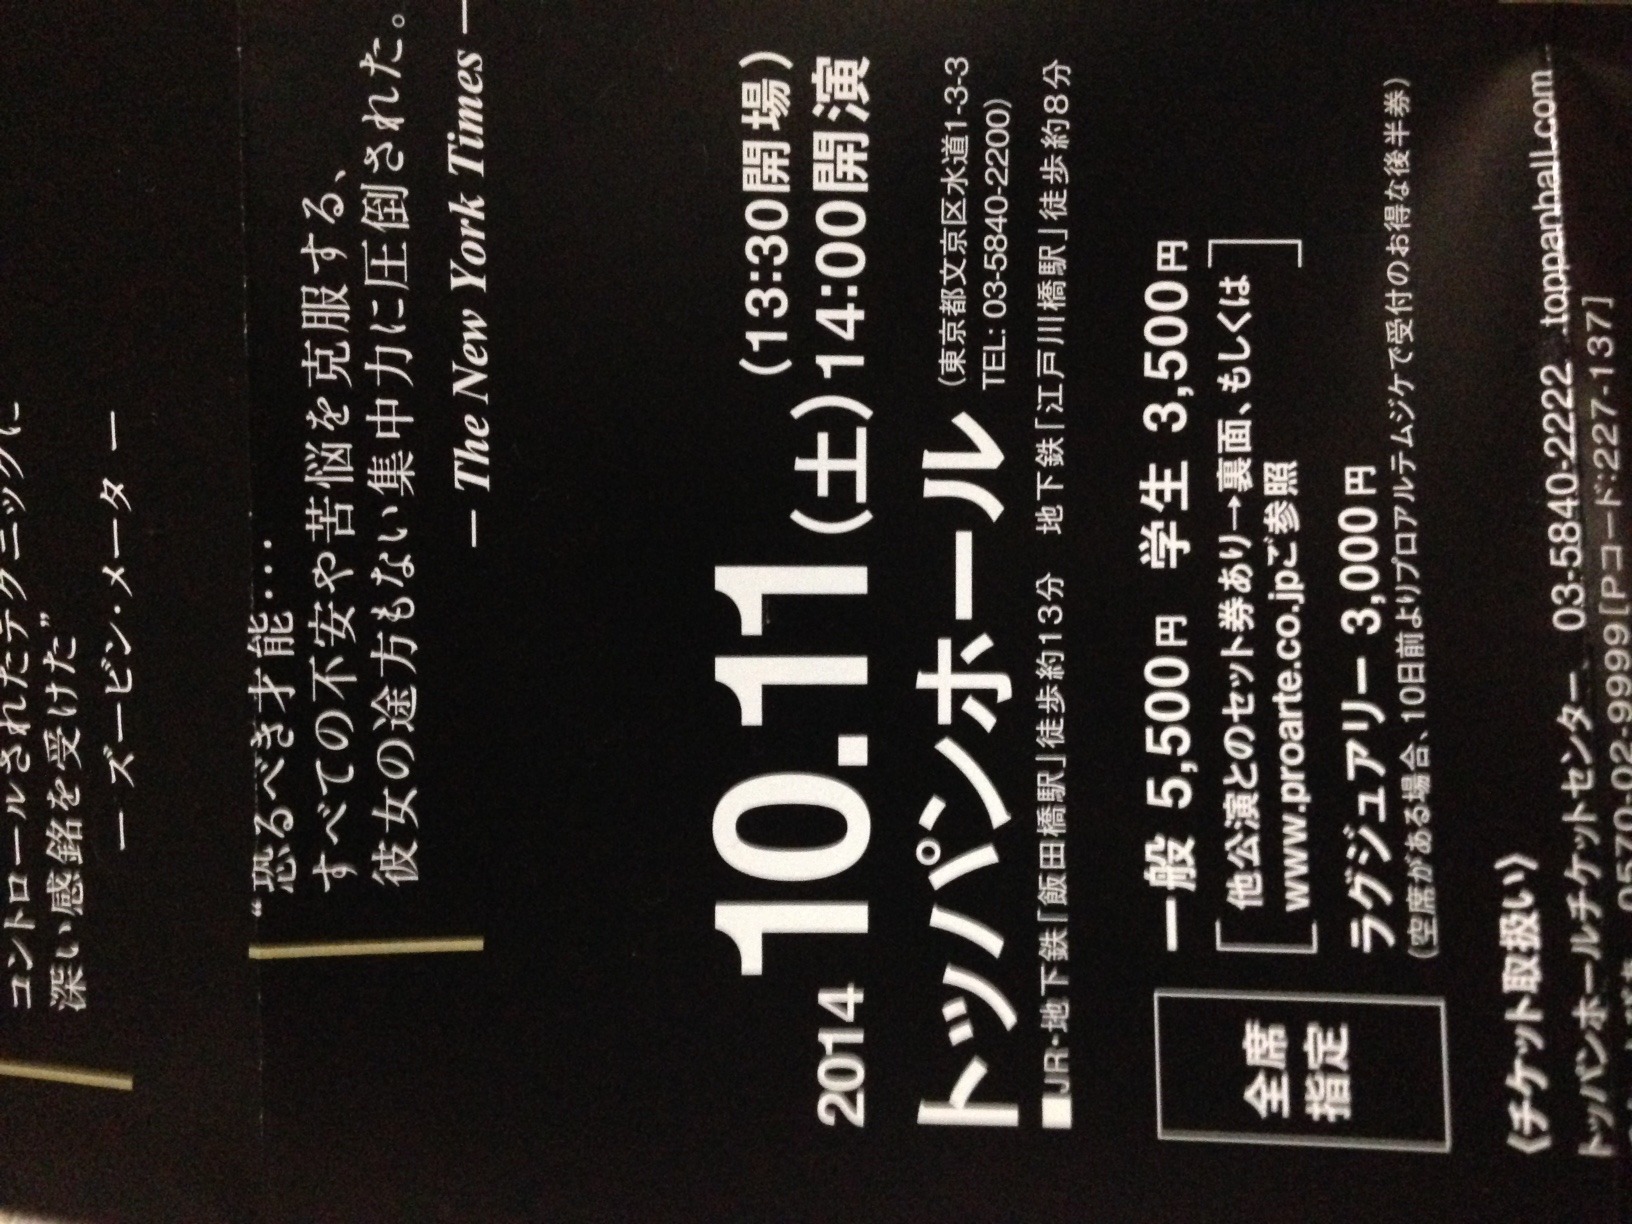 コントロールされたテクニックに
深い感銘を受けた”
— ズービン・メータ —
“恐るべき才能・・・
すべての不安や苦悩を克服する、
彼女の途方もない集中力に圧倒された。
— The New York Times —
(13:30開場)
2014 10.11(土)14:00開演
トッパンホール (東京都文京区水道1-3-3
TEL: 03-5840-2200)
■JR・地下鉄「飯田橋駅」徒歩約13分 地下鉄「江戸川橋駅」徒歩約8分
全席
指定
一般 5,500円 学生 3,500円
[他公演とのセット券あり→裏面、もしくは
www.proarte.co.jpご参照]
ラグジュアリー 3,000円
(空席がある場合、10日前よりプロアルテムジケで受付のお得な後半券)
《チケット取扱い》
トッパンホールチケットセンター 03-5840-2222 toppanhall.com
0570-02-9999[Pコード:227-137]